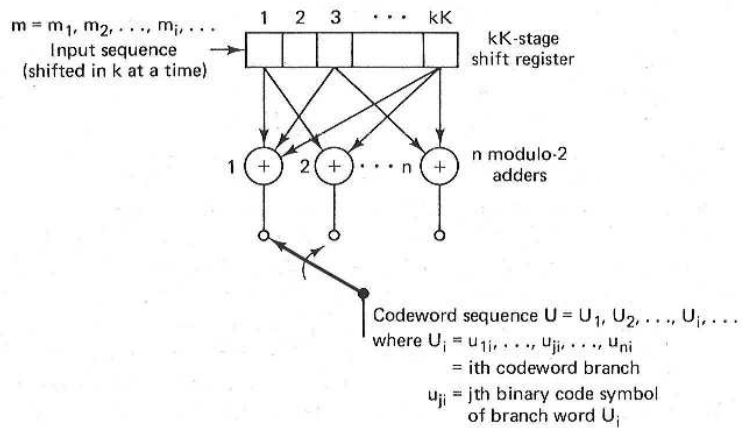 1 2 3 · · · kK
m = m₁, m₂, . . ., mᵢ, . . .
Input sequence
(shifted in k at a time)
kK-stage
shift register
1 + 2 + · · · n +
n modulo-2
adders
Codeword sequence U = U₁, U₂, . . ., Uᵢ, . . .
where Uᵢ = u₁ᵢ, . . ., uⱼᵢ, . . ., uₙᵢ
= ith codeword branch
uⱼᵢ = jth binary code symbol
of branch word Uᵢ